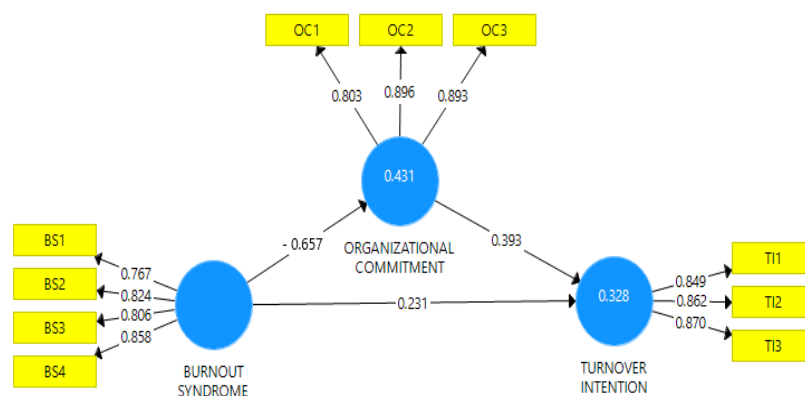 OC1
OC2
OC3
0.803
0.896
0.893
0.431
ORGANIZATIONAL
COMMITMENT
- 0.657
0.393
BS1
BS2
BS3
BS4
0.767
0.824
0.806
0.858
BURNOUT
SYNDROME
0.231
0.328
TURNOVER
INTENTION
0.849
0.862
0.870
TI1
TI2
TI3